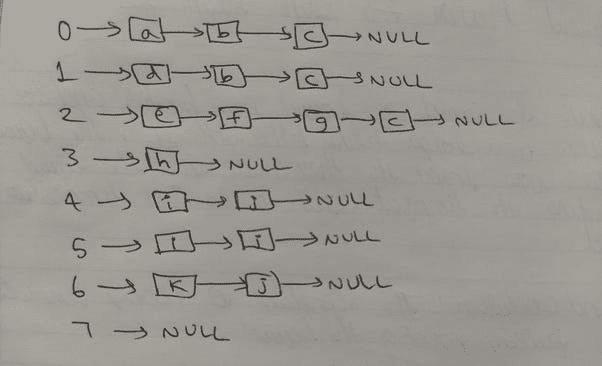 0 → a → b → c → NULL
1 → d → b → c → NULL
2 → e → f → g → c → NULL
3 → h → NULL
4 → i → j → NULL
5 → → → NULL
6 → K → j → NULL
7 → NULL